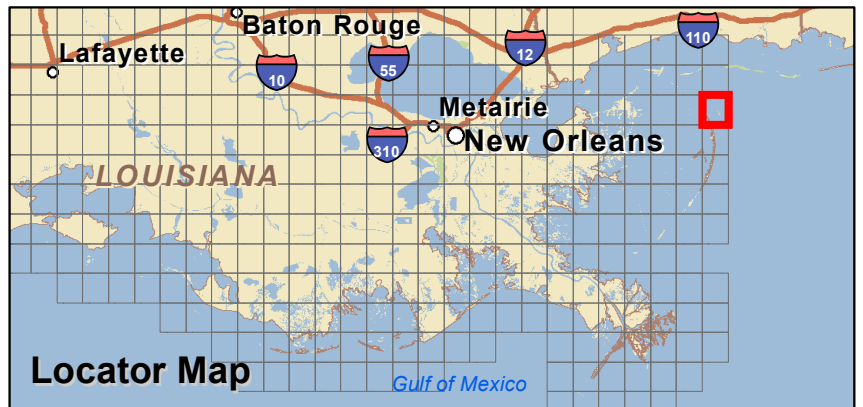 Baton Rouge
110
Lafayette
12
10
55
Metairie
New Orleans
310
LOUISIANA
Locator Map
Gulf of Mexico